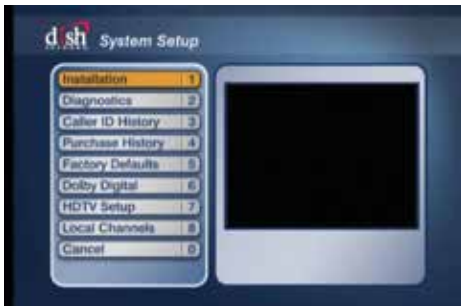 dish
NETWORK
System Setup
Installation 1
Diagnostics 2
Caller ID History 3
Purchase History 4
Factory Defaults 5
Dolby Digital 6
HDTV Setup 7
Local Channels 8
Cancel 0